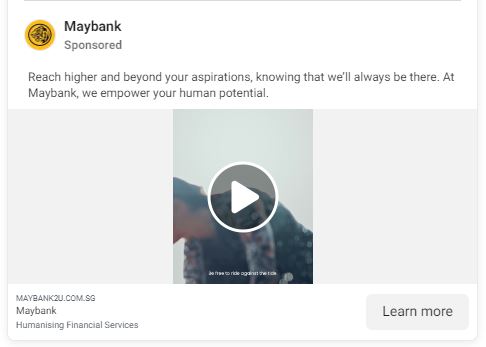 Maybank
Sponsored
Reach higher and beyond your aspirations, knowing that we'll always be there. At
Maybank, we empower your human potential.
Be free to ride against the tide.
MAYBANK2U.COM.SG
Maybank
Humanising Financial Services
Learn more